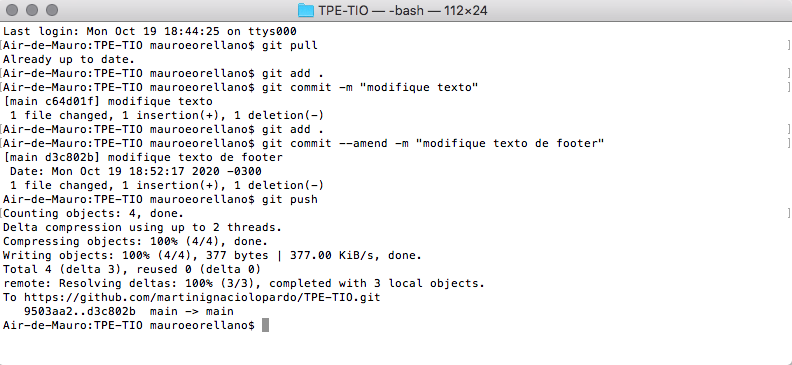 TPE-TIO — -bash — 112×24
Last login: Mon Oct 19 18:44:25 on ttys000
[Air-de-Mauro:TPE-TIO mauroeorellano$ git pull ]
Already up to date.
[Air-de-Mauro:TPE-TIO mauroeorellano$ git add . ]
[Air-de-Mauro:TPE-TIO mauroeorellano$ git commit -m "modifique texto" ]
[main c64d01f] modifique texto
 1 file changed, 1 insertion(+), 1 deletion(-)
[Air-de-Mauro:TPE-TIO mauroeorellano$ git add . ]
[Air-de-Mauro:TPE-TIO mauroeorellano$ git commit --amend -m "modifique texto de footer" ]
[main d3c802b] modifique texto de footer
 Date: Mon Oct 19 18:52:17 2020 -0300
 1 file changed, 1 insertion(+), 1 deletion(-)
Air-de-Mauro:TPE-TIO mauroeorellano$ git push
[Counting objects: 4, done. ]
Delta compression using up to 2 threads.
Compressing objects: 100% (4/4), done.
Writing objects: 100% (4/4), 377 bytes | 377.00 KiB/s, done.
Total 4 (delta 3), reused 0 (delta 0)
remote: Resolving deltas: 100% (3/3), completed with 3 local objects.
To https://github.com/martinignaciolopardo/TPE-TIO.git
   9503aa2..d3c802b  main -> main
Air-de-Mauro:TPE-TIO mauroeorellano$